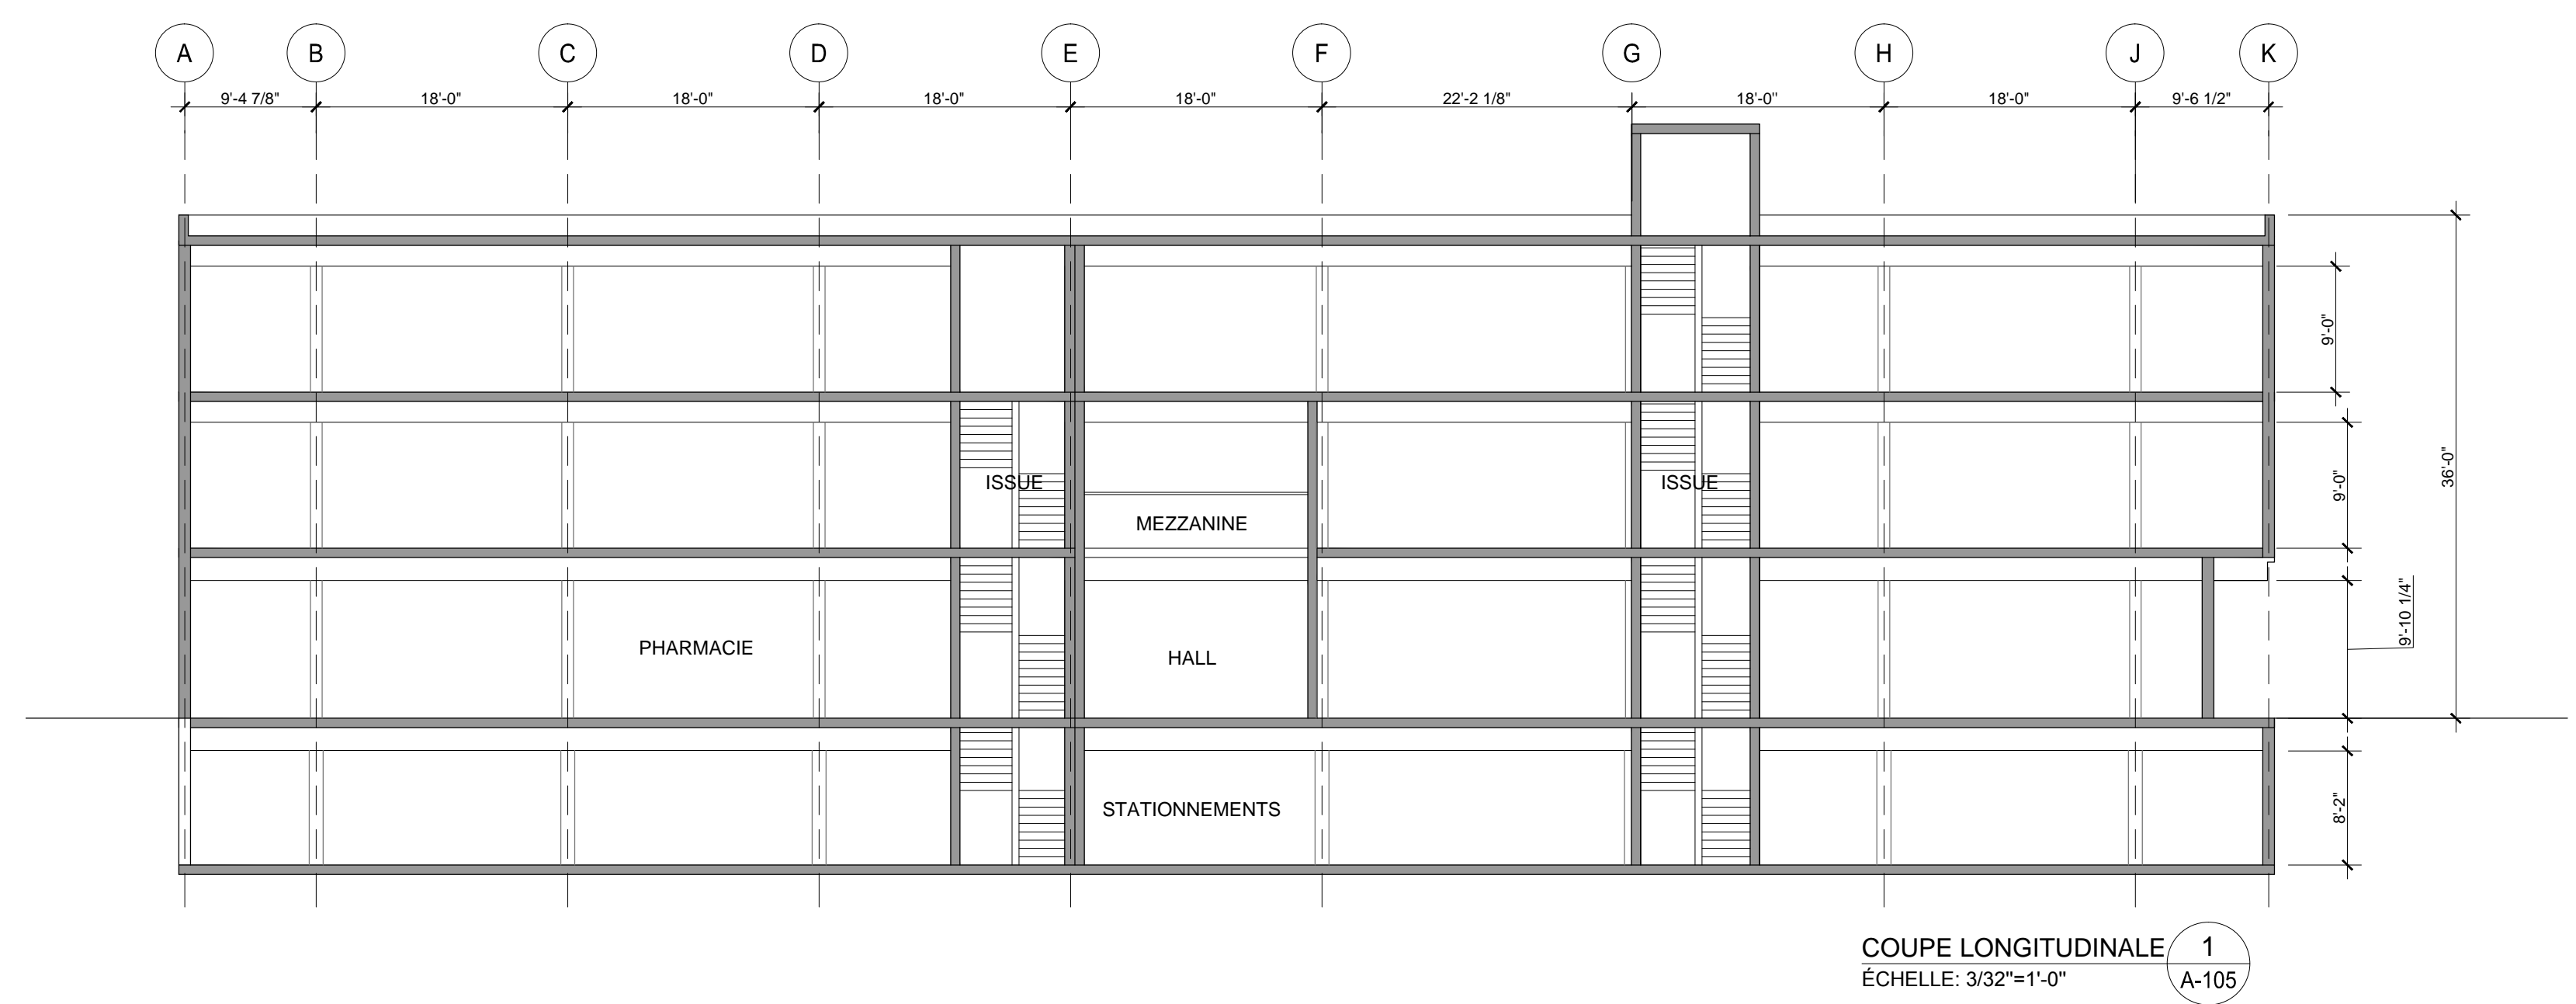 A B C D E F G H J K
9'-4 7/8" 18'-0" 18'-0" 18'-0" 18'-0" 22'-2 1/8" 18'-0" 18'-0" 9'-6 1/2"
9'-0"
36'-0"
9'-0"
ISSUE ISSUE
MEZZANINE
9'-10 1/4"
PHARMACIE
HALL
STATIONNEMENTS
8'-2"
COUPE LONGITUDINALE 1
ÉCHELLE: 3/32"=1'-0" A-105